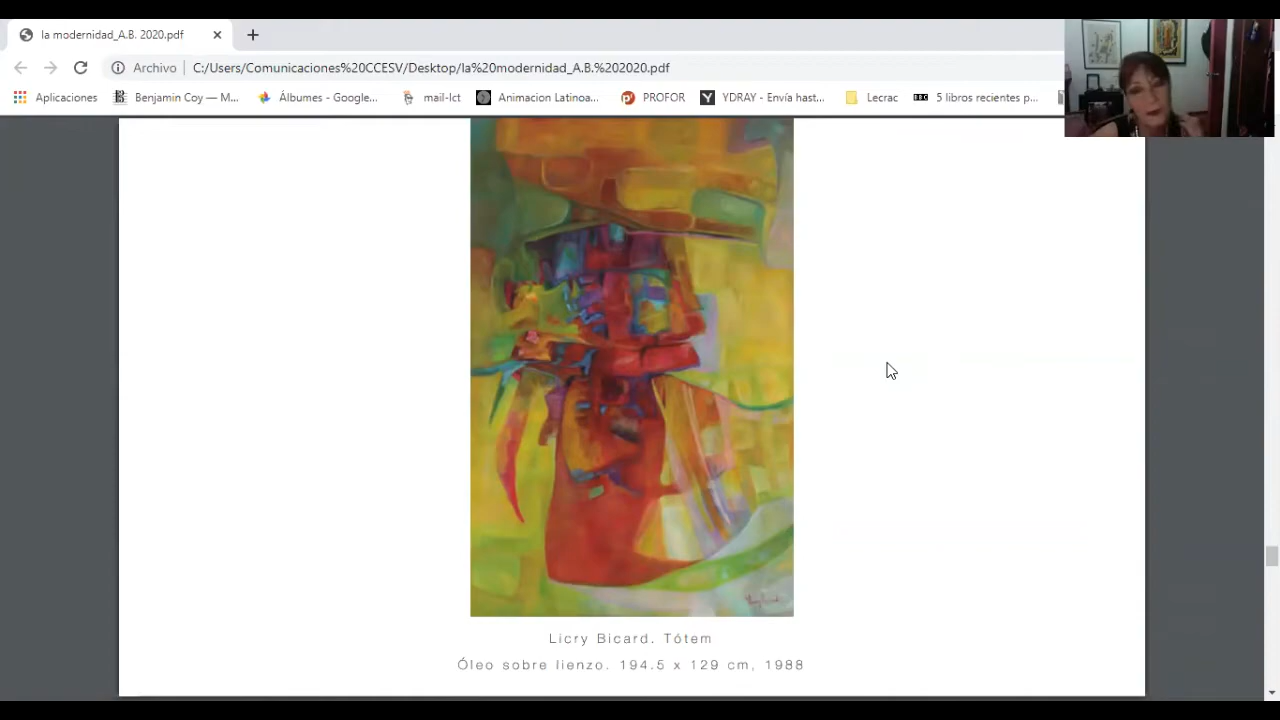 la modernidad_A.B. 2020.pdf
Archivo | C:/Users/Comunicaciones%20CCESV/Desktop/la%20modernidad_A.B.%202020.pdf
Aplicaciones Benjamin Coy — M... Álbumes - Google... mail-lct Animacion Latinoa... PROFOR YDRAY - Envía hast... Lecrac BBC 5 libros recientes p...
Licry Bicard. Tótem
Óleo sobre lienzo. 194.5 x 129 cm, 1988